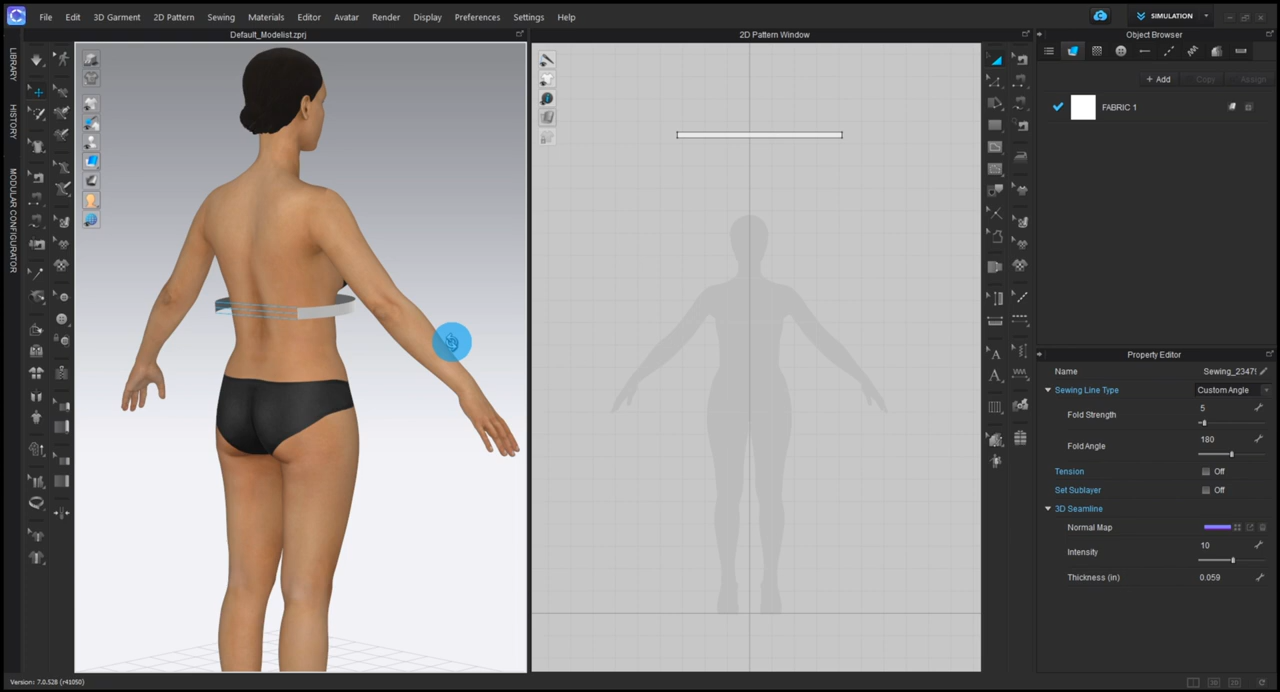 File Edit 3D Garment 2D Pattern Sewing Materials Editor Avatar Render Display Preferences Settings Help
SIMULATION
Default_Modelist.zprj
2D Pattern Window
Object Browser
LIBRARY
HISTORY
MODULAR CONFIGURATOR
+ Add Copy Assign
FABRIC 1
Property Editor
Name Sewing_2347
Sewing Line Type Custom Angle
Fold Strength 5
Fold Angle 180
Tension Off
Set Sublayer Off
3D Seamline
Normal Map
Intensity 10
Thickness (in) 0.059
Version: 7.0.528 (r41050)
3D 2D